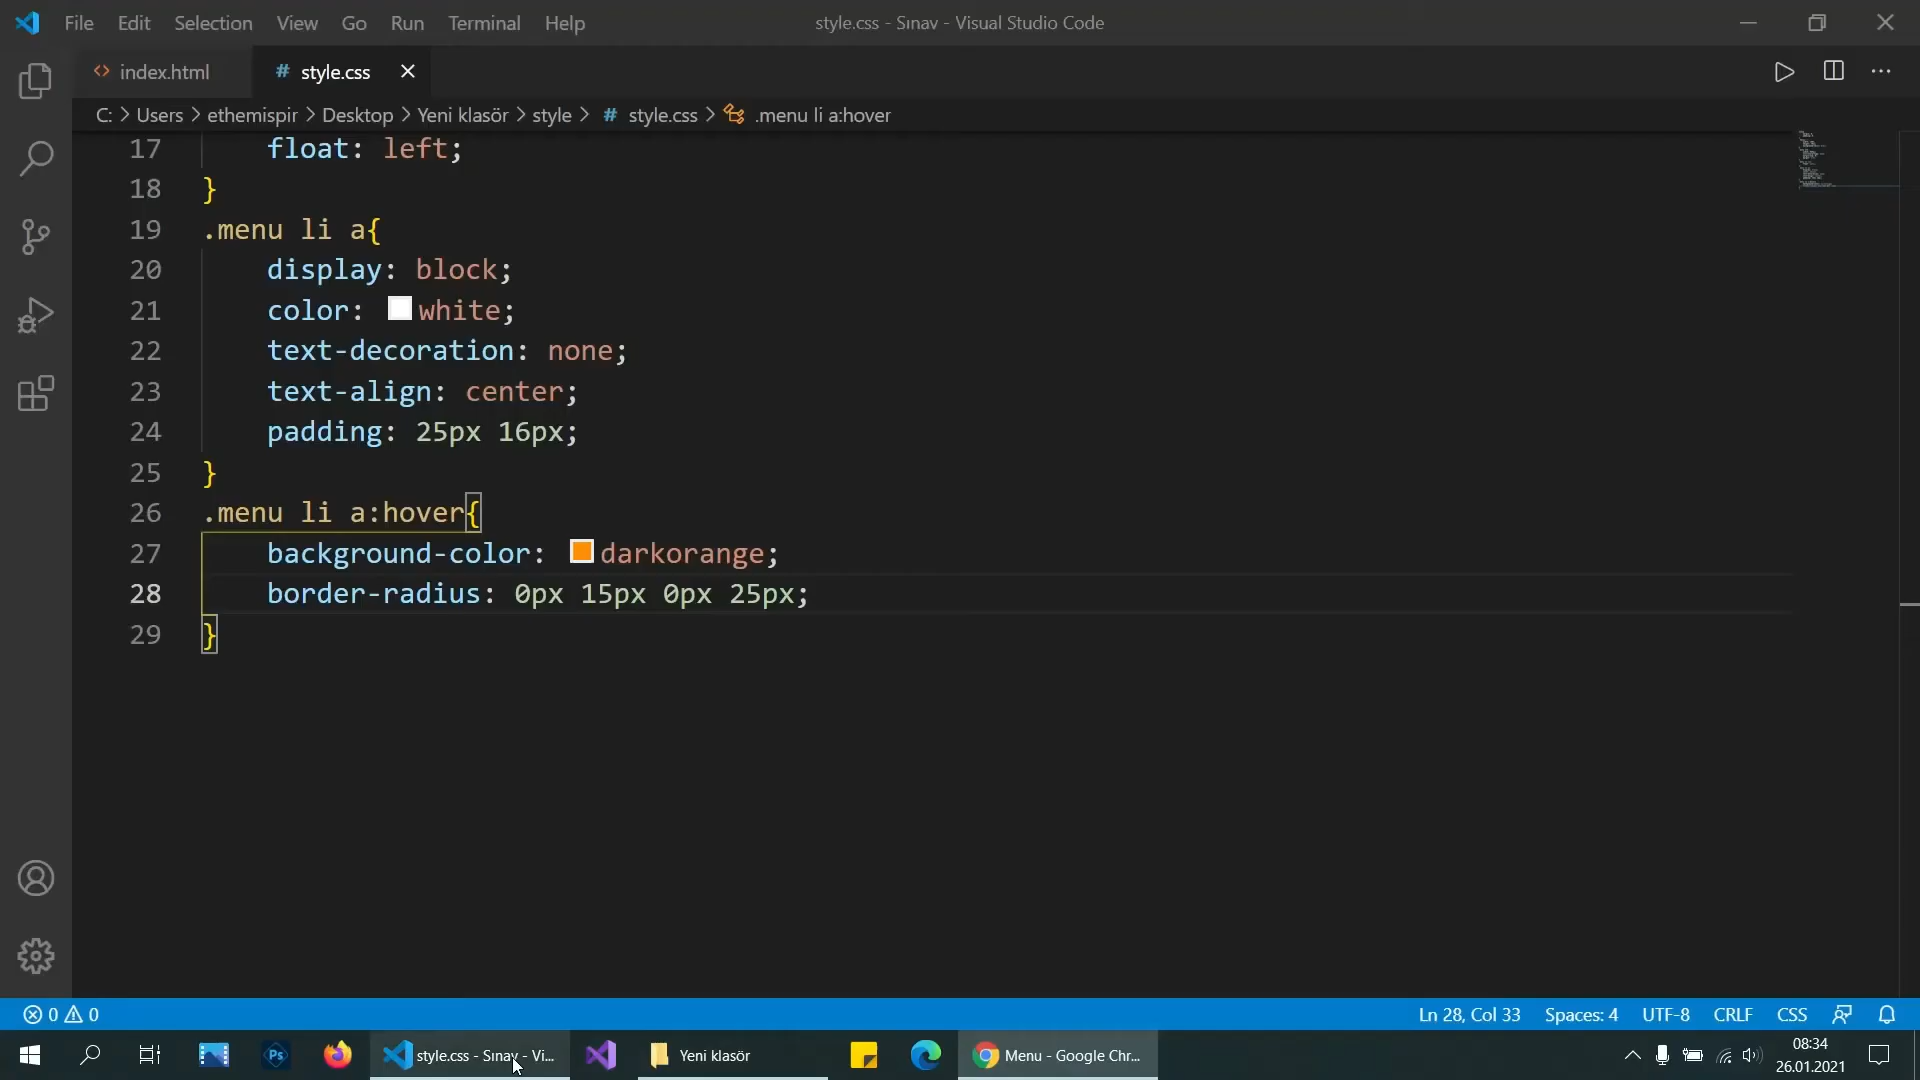 File Edit Selection View Go Run Terminal Help style.css - Sınav - Visual Studio Code
index.html # style.css
C: > Users > ethemispir > Desktop > Yeni klasör > style > # style.css > .menu li a:hover
17 float: left;
18 }
19 .menu li a{
20 display: block;
21 color: white;
22 text-decoration: none;
23 text-align: center;
24 padding: 25px 16px;
25 }
26 .menu li a:hover{
27 background-color: darkorange;
28 border-radius: 0px 15px 0px 25px;
29 }
0 0 Ln 28, Col 33 Spaces: 4 UTF-8 CRLF CSS
Ps style.css - Sınav - Vi... Yeni klasör Menu - Google Chr... 08:34
26.01.2021